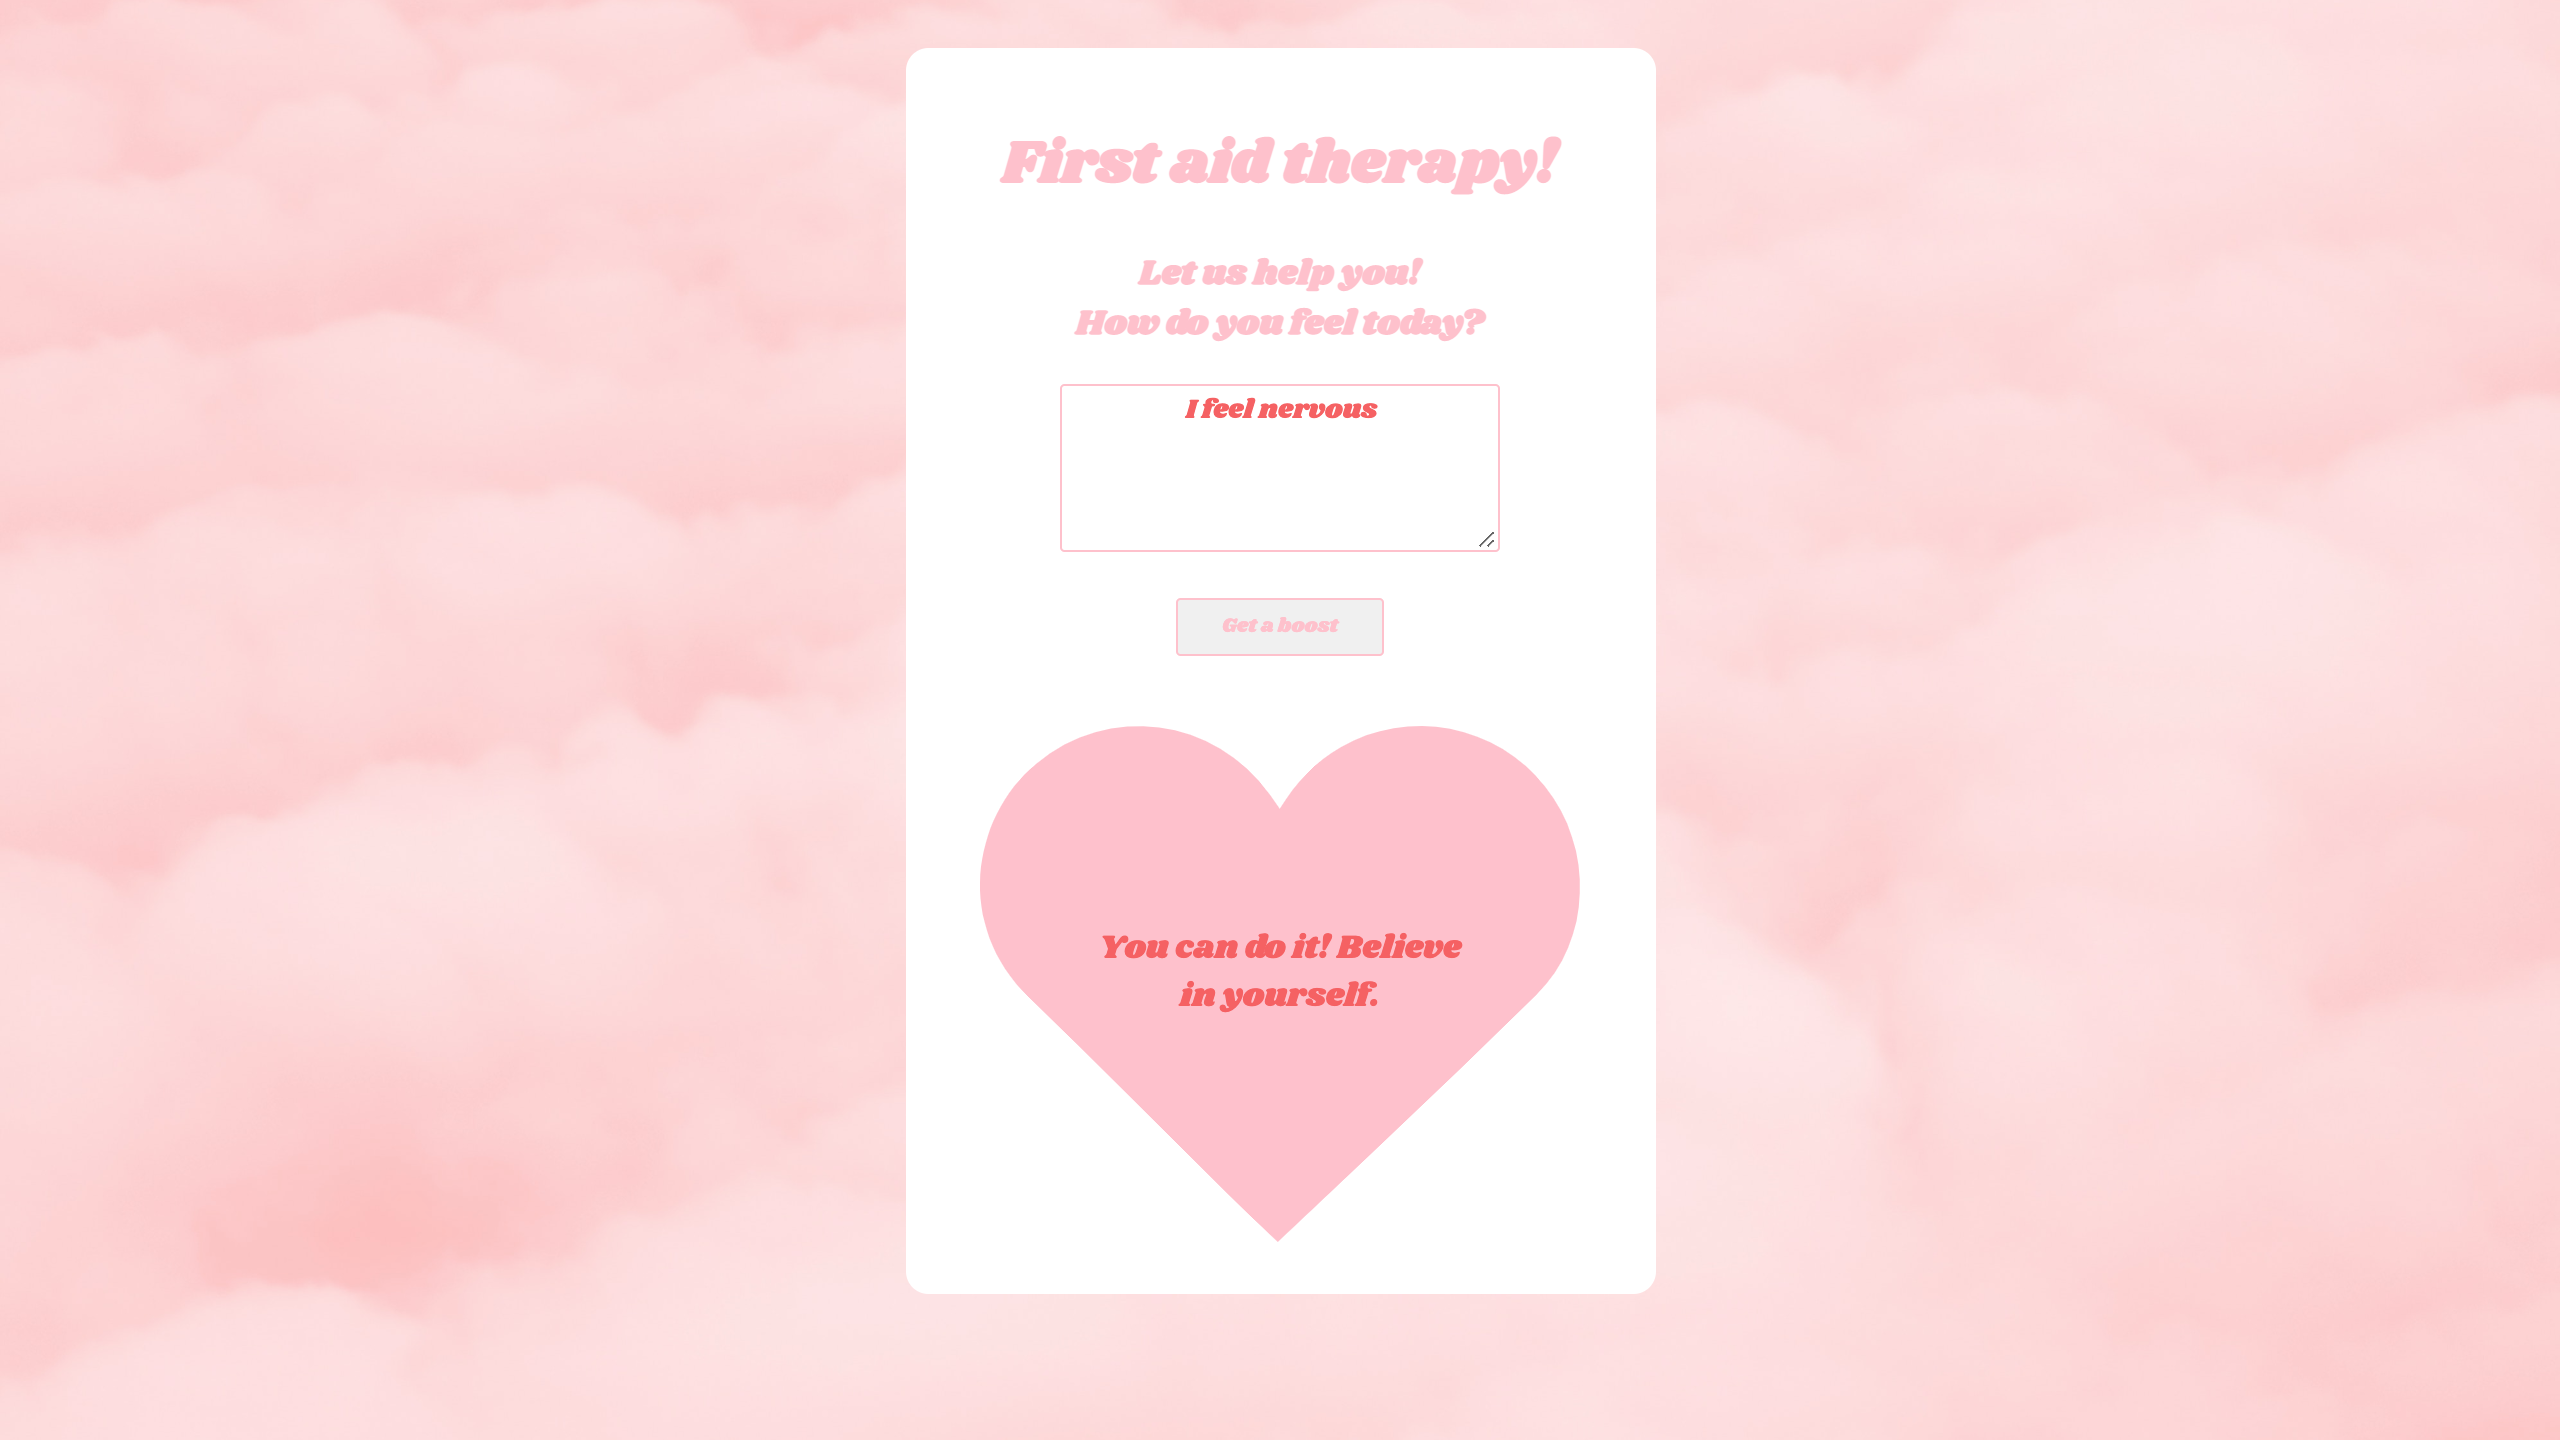 First aid therapy!
Let us help you!
How do you feel today?
I feel nervous
Get a boost
You can do it! Believe
in yourself.